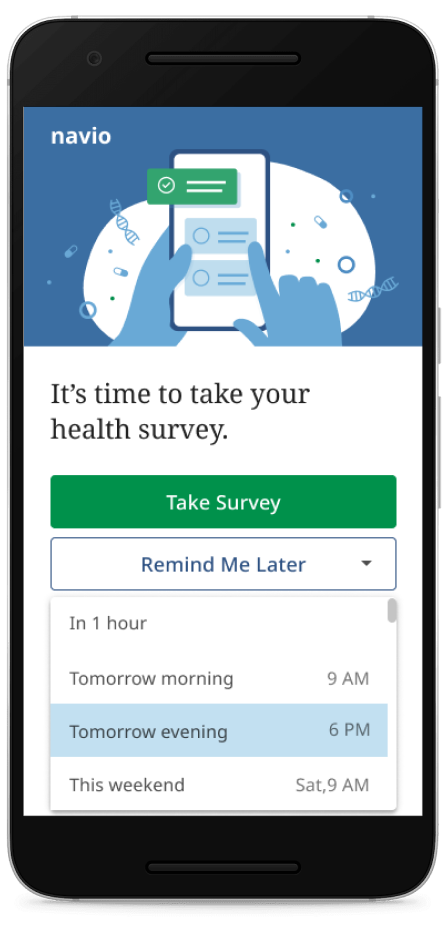 navio
It’s time to take your
health survey.
Take Survey
Remind Me Later
In 1 hour
Tomorrow morning 9 AM
Tomorrow evening 6 PM
This weekend Sat,9 AM